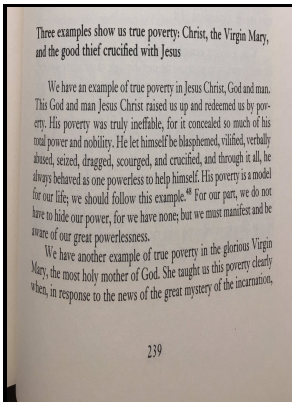 Three examples show us true poverty: Christ, the Virgin Mary,
and the good thief crucified with Jesus
We have an example of true poverty in Jesus Christ, God and man.
This God and man Jesus Christ raised us up and redeemed us by pov-
erty. His poverty was truly ineffable, for it concealed so much of his
total power and nobility. He let himself be blasphemed, vilified, verbally
abused, seized, dragged, scourged, and crucified, and through it all, he
always behaved as one powerless to help himself. His poverty is a model
for our life; we should follow this example.48 For our part, we do not
have to hide our power, for we have none; but we must manifest and be
aware of our great powerlessness.
We have another example of true poverty in the glorious Virgin
Mary, the most holy mother of God. She taught us this poverty clearly
when, in response to the news of the great mystery of the incarnation,
239